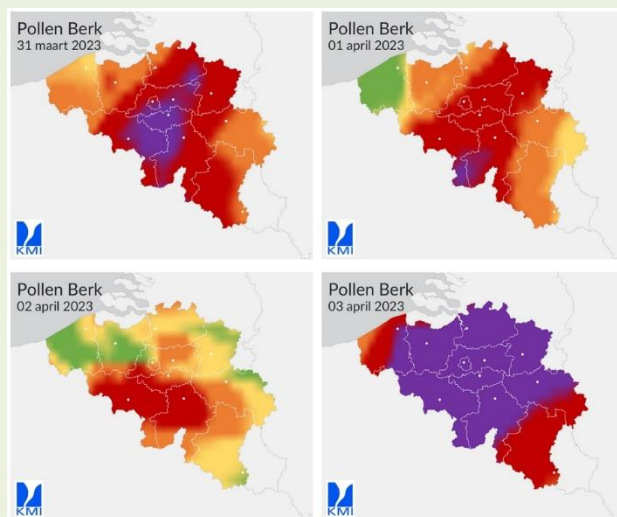 Pollen Berk
31 maart 2023
KMI
Pollen Berk
01 april 2023
KMI
Pollen Berk
02 april 2023
KMI
Pollen Berk
03 april 2023
KMI